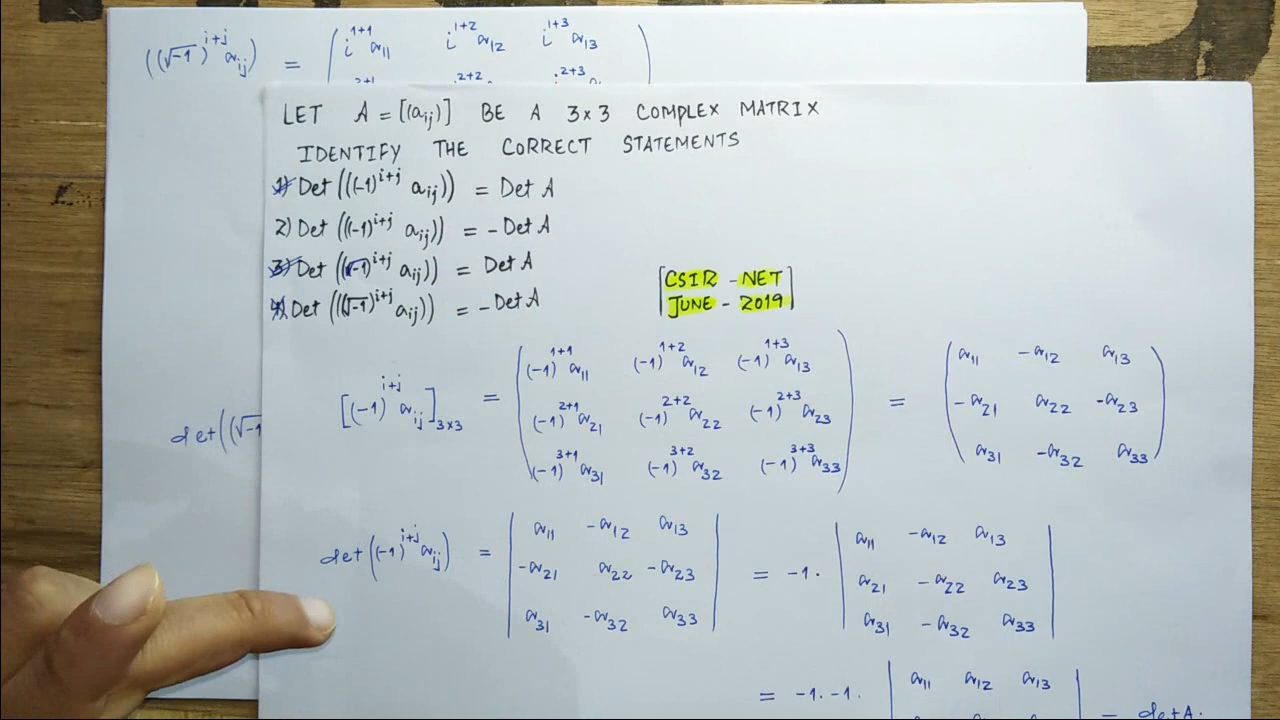 ((√-1)^{i+j} a_{ij}) = ( i^{1+1} a_{11} i^{1+2} a_{12} i^{1+3} a_{13} )
2+1 i^{2+2} i^{2+3}
LET A = [(a_{ij})] BE A 3×3 COMPLEX MATRIX
IDENTIFY THE CORRECT STATEMENTS
1) Det (((-1)^{i+j} a_{ij})) = Det A
2) Det (((-1)^{i+j} a_{ij})) = - Det A
3) Det (((√-1)^{i+j} a_{ij})) = Det A
4) Det (((√-1)^{i+j} a_{ij})) = - Det A
[CSIR - NET
JUNE - 2019]
[(-1)^{i+j} a_{ij}]_{3×3} = ( (-1)^{1+1} a_{11} (-1)^{1+2} a_{12} (-1)^{1+3} a_{13} = ( a_{11} -a_{12} a_{13}
(-1)^{2+1} a_{21} (-1)^{2+2} a_{22} (-1)^{2+3} a_{23} -a_{21} a_{22} -a_{23}
(-1)^{3+1} a_{31} (-1)^{3+2} a_{32} (-1)^{3+3} a_{33} ) a_{31} -a_{32} a_{33} )
det((√-1
det((-1)^{i+j} a_{ij}) = | a_{11} -a_{12} a_{13} | = -1. | a_{11} -a_{12} a_{13} |
| -a_{21} a_{22} -a_{23} | | a_{21} -a_{22} a_{23} |
| a_{31} -a_{32} a_{33} | | a_{31} -a_{32} a_{33} |
= -1.-1. | a_{11} a_{12} a_{13} | = det A.